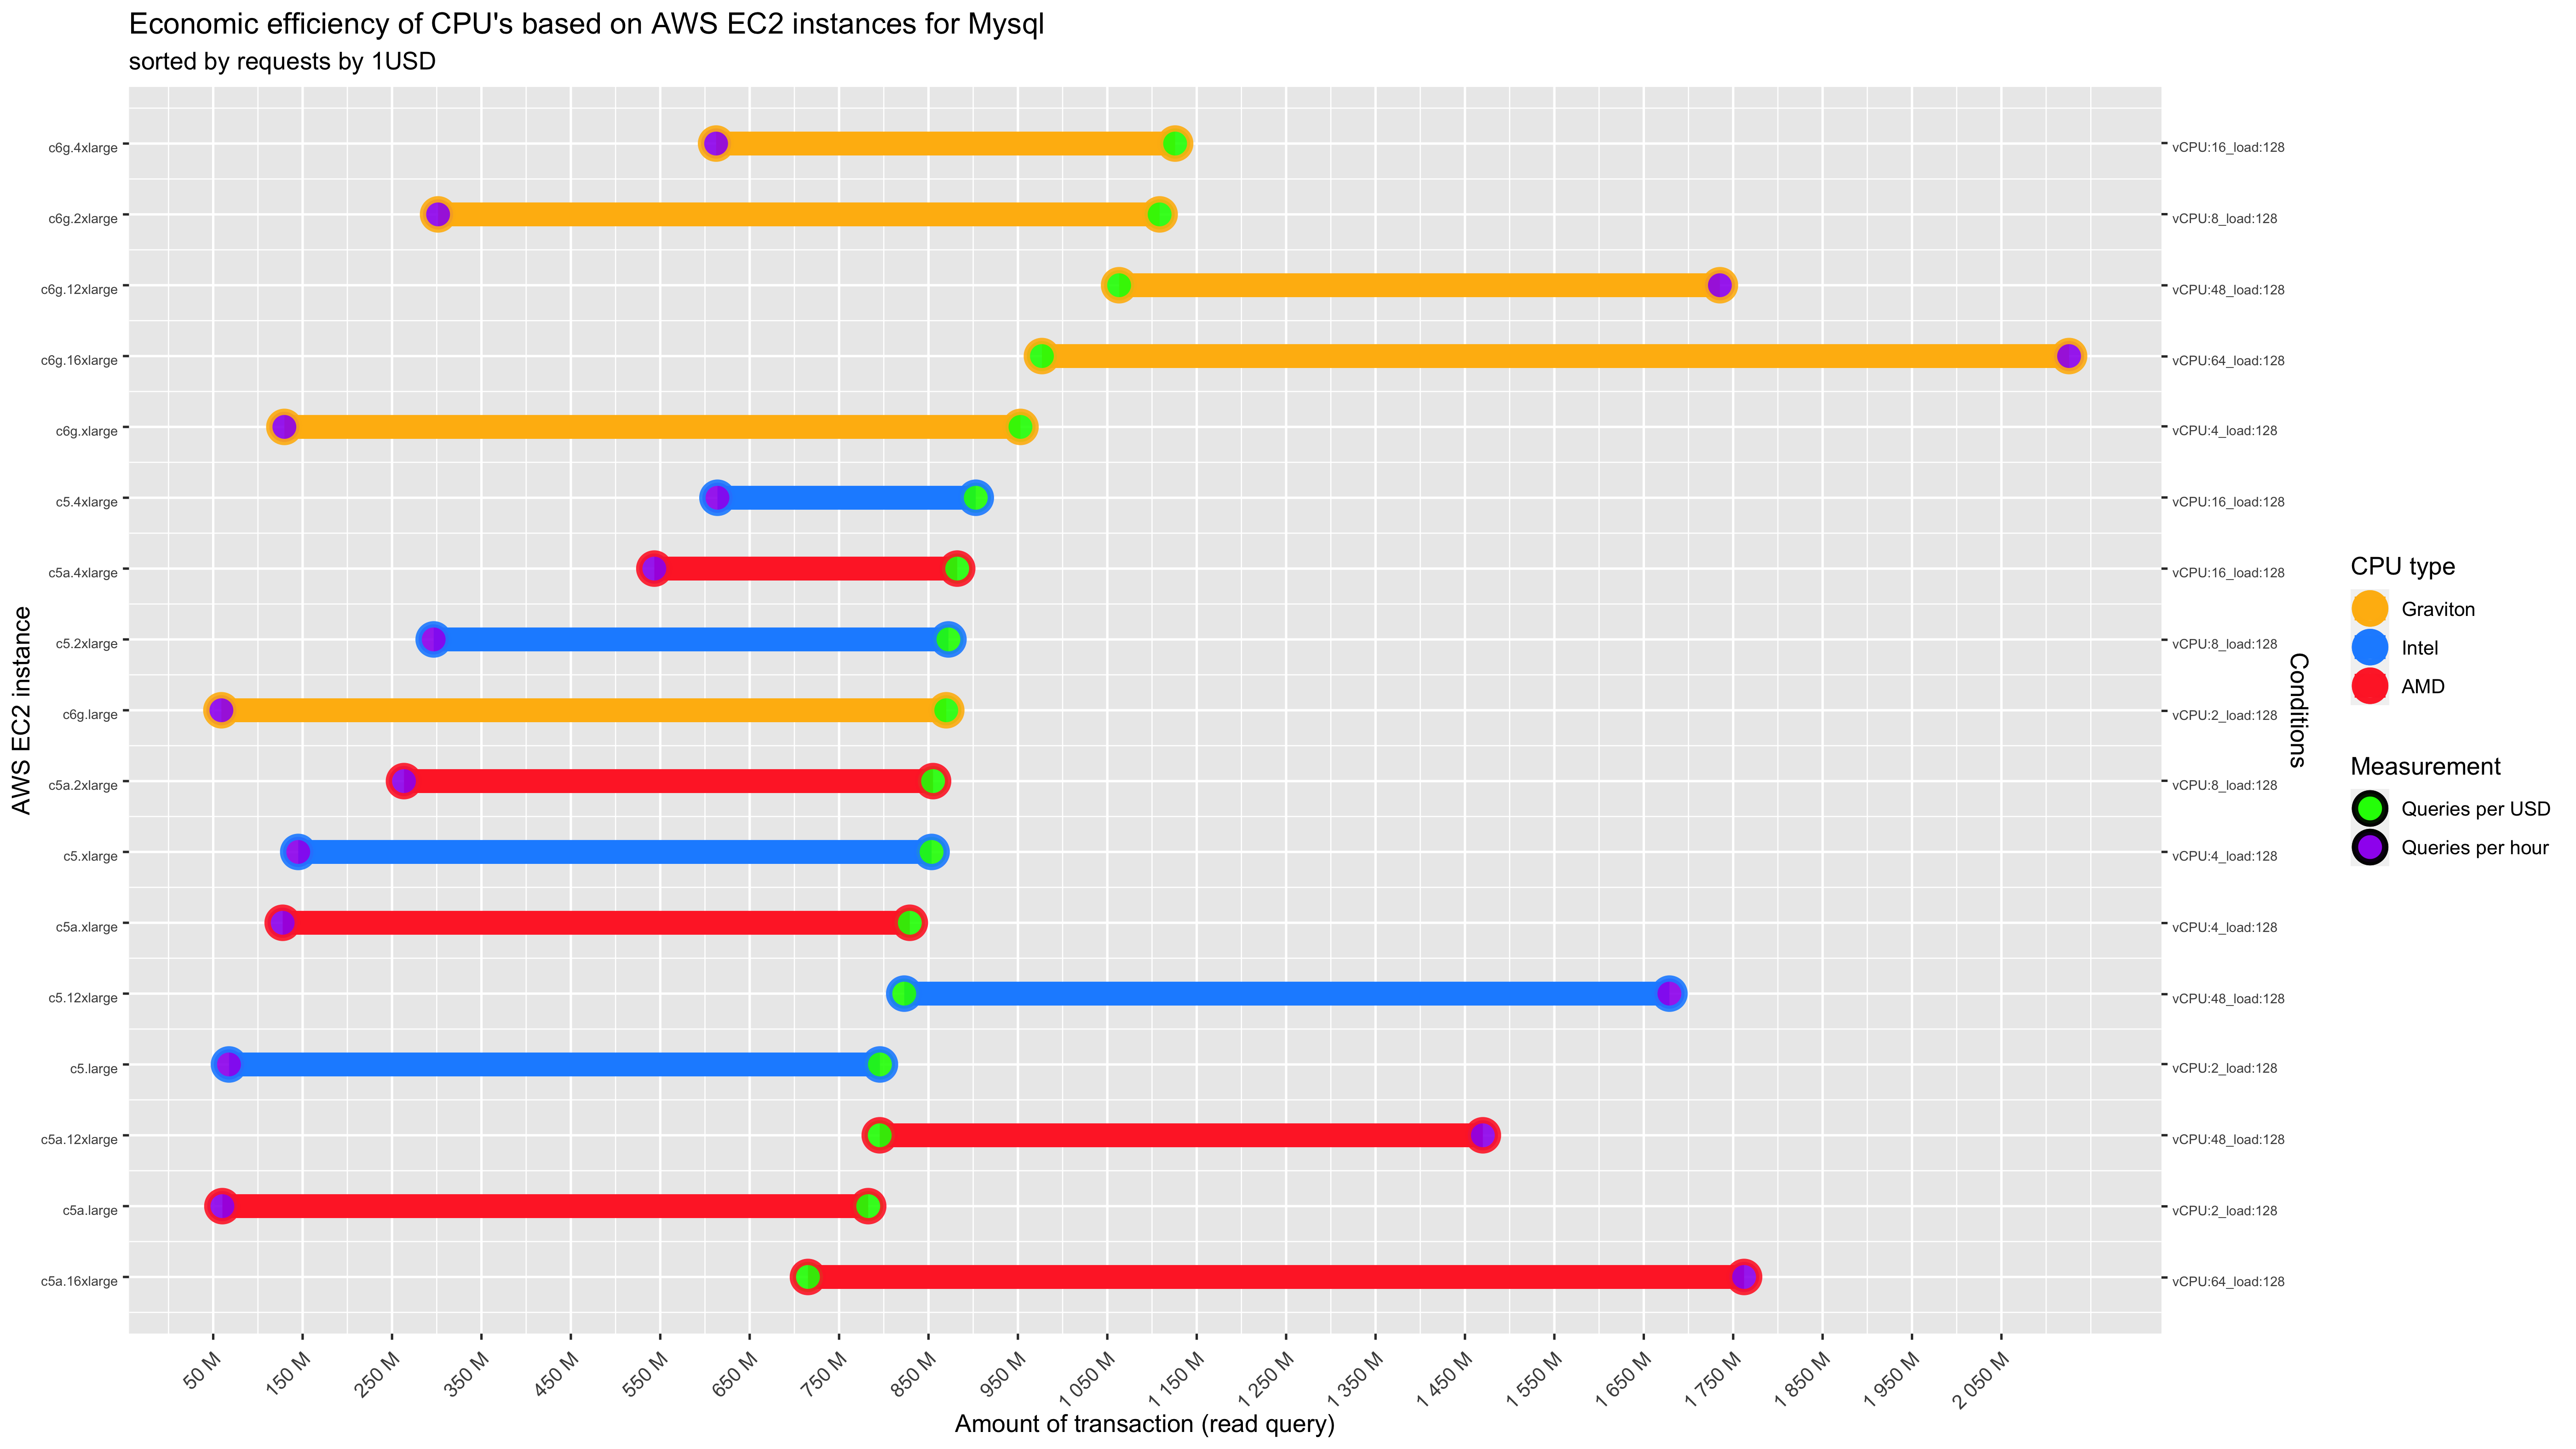 Economic efficiency of CPU's based on AWS EC2 instances for Mysql
sorted by requests by 1USD
AWS EC2 instance
c6g.4xlarge
c6g.2xlarge
c6g.12xlarge
c6g.16xlarge
c6g.xlarge
c5.4xlarge
c5a.4xlarge
c5.2xlarge
c6g.large
c5a.2xlarge
c5.xlarge
c5a.xlarge
c5.12xlarge
c5.large
c5a.12xlarge
c5a.large
c5a.16xlarge
vCPU:16_load:128
vCPU:8_load:128
vCPU:48_load:128
vCPU:64_load:128
vCPU:4_load:128
vCPU:16_load:128
vCPU:16_load:128
vCPU:8_load:128
vCPU:2_load:128
vCPU:8_load:128
vCPU:4_load:128
vCPU:4_load:128
vCPU:48_load:128
vCPU:2_load:128
vCPU:48_load:128
vCPU:2_load:128
vCPU:64_load:128
Conditions
50 M
150 M
250 M
350 M
450 M
550 M
650 M
750 M
850 M
950 M
1 050 M
1 150 M
1 250 M
1 350 M
1 450 M
1 550 M
1 650 M
1 750 M
1 850 M
1 950 M
2 050 M
Amount of transaction (read query)
CPU type
Graviton
Intel
AMD
Measurement
Queries per USD
Queries per hour